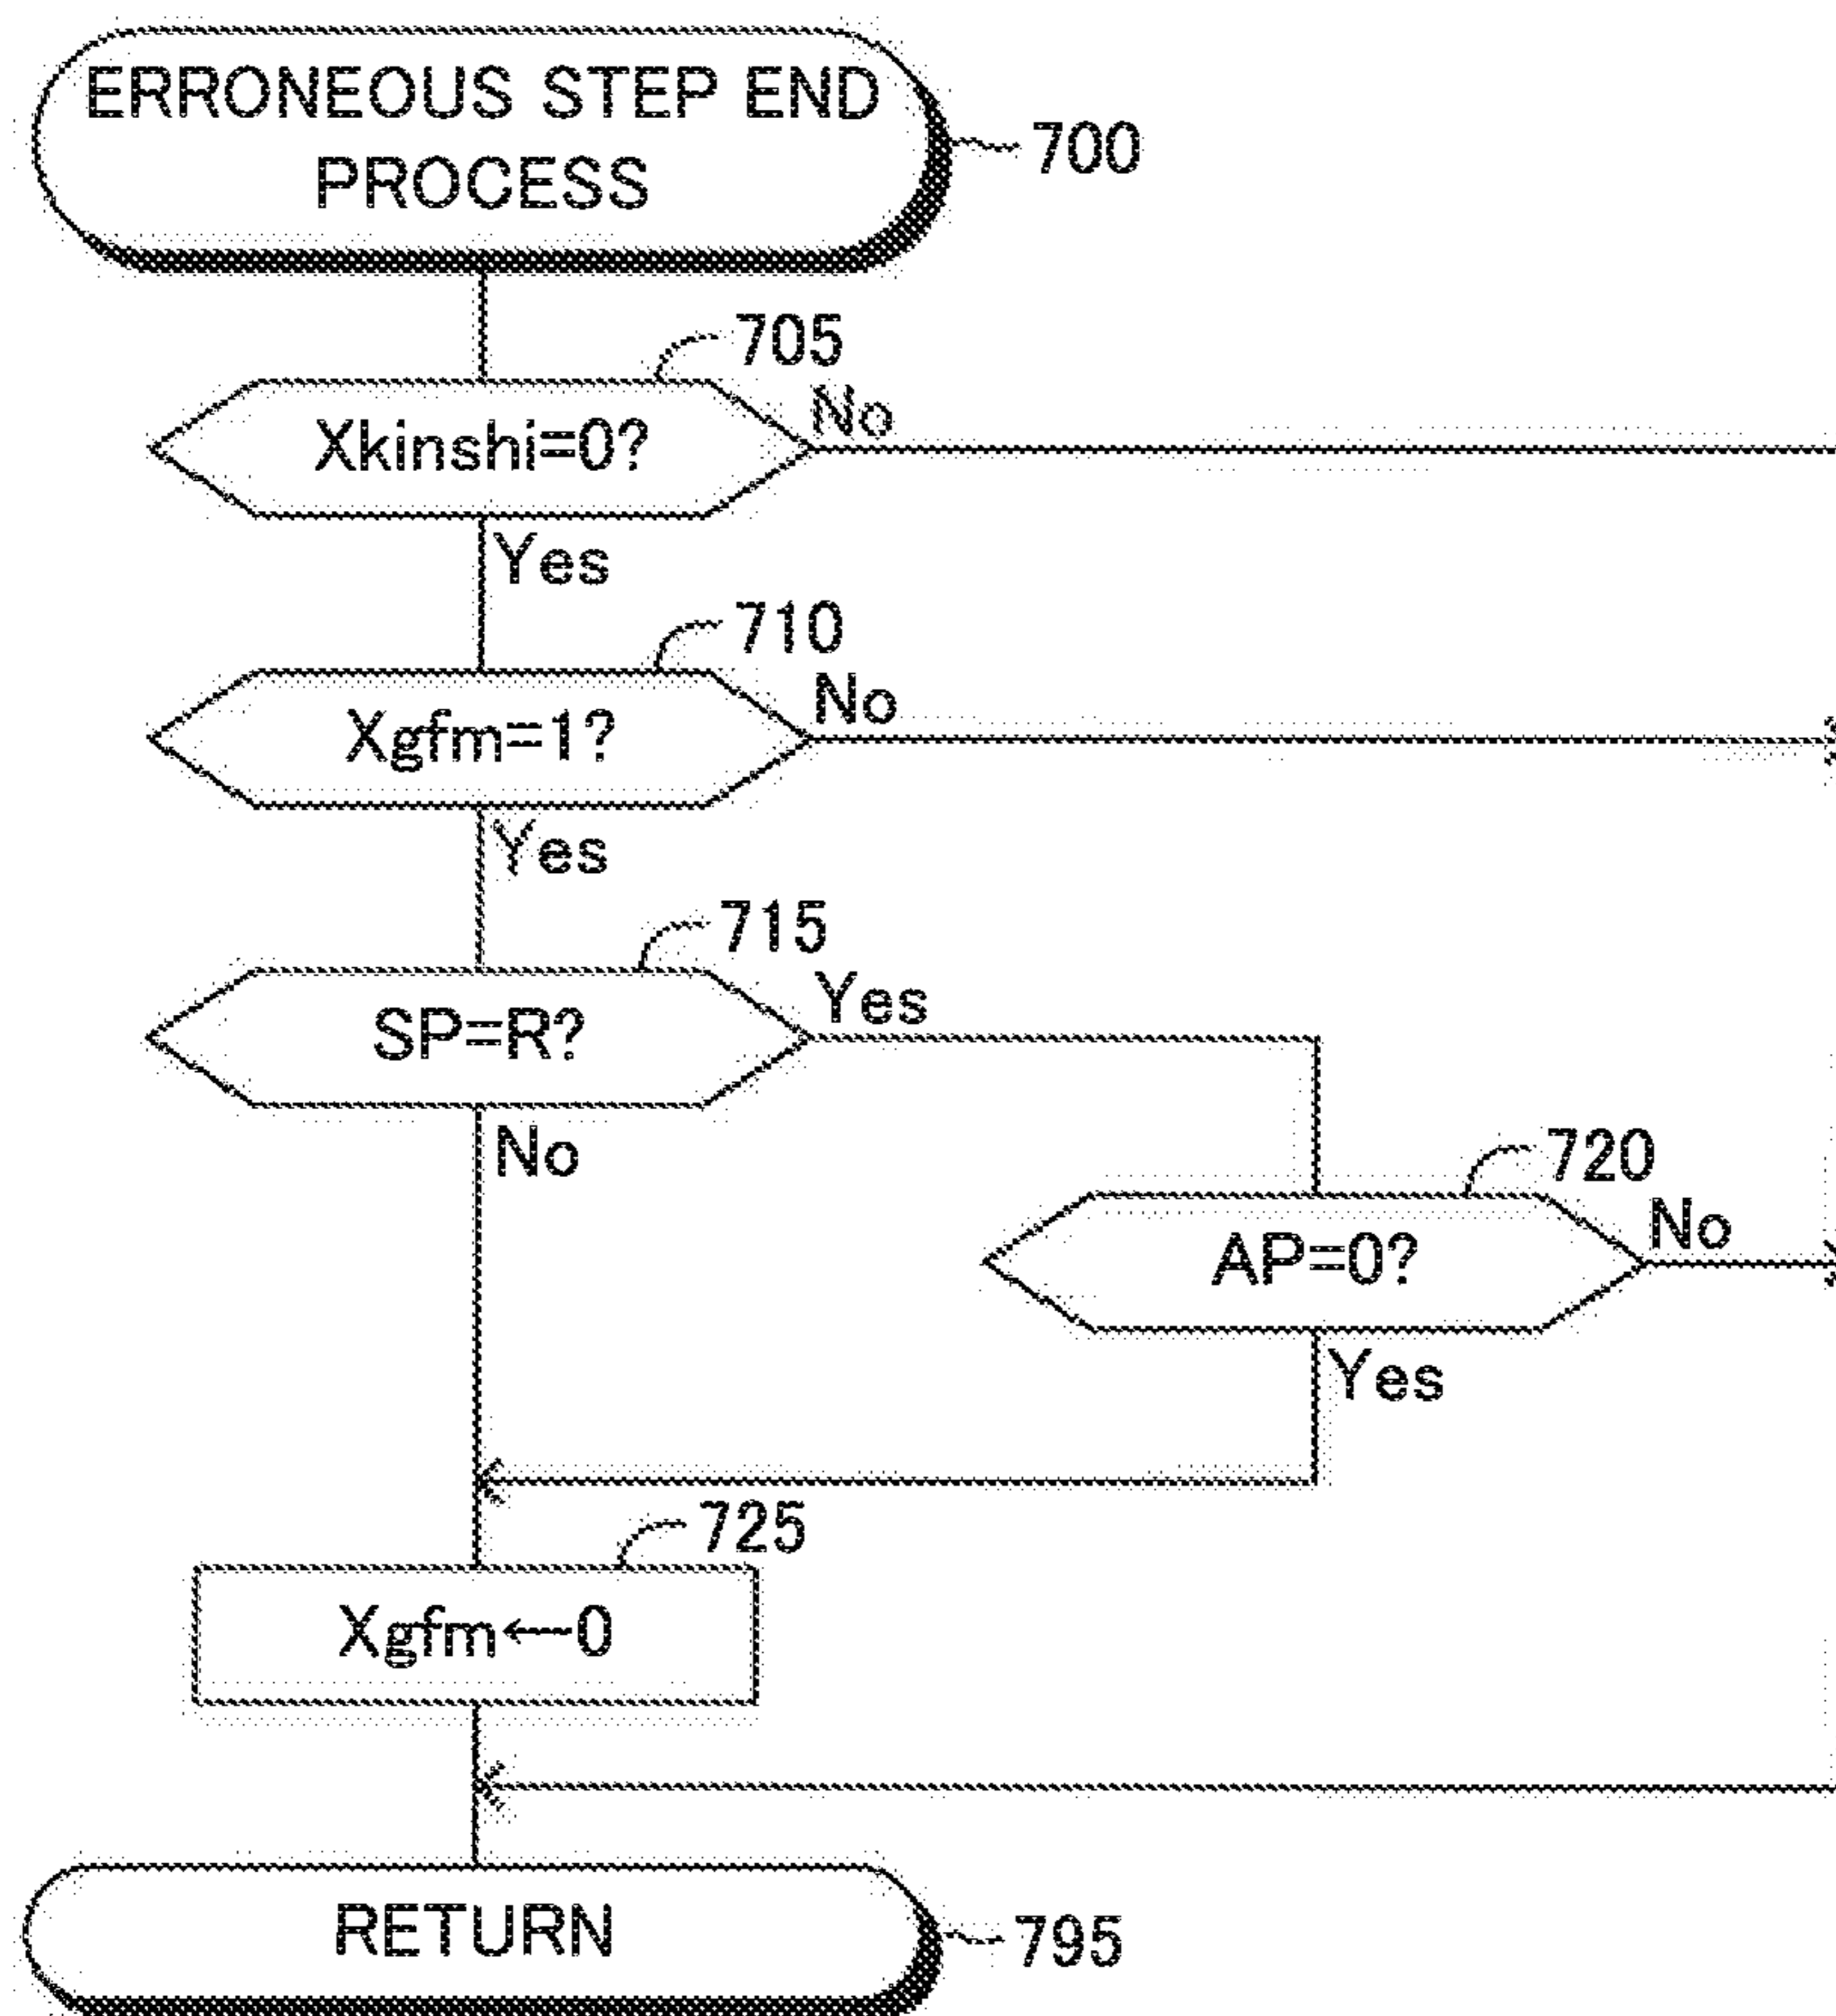 ERRONEOUS STEP END
PROCESS
700
705
Xkinshi=0?
No
Yes
710
Xgfm=1?
No
Yes
715
SP=R?
Yes
No
720
AP=0?
No
Yes
725
Xgfm←0
RETURN
795